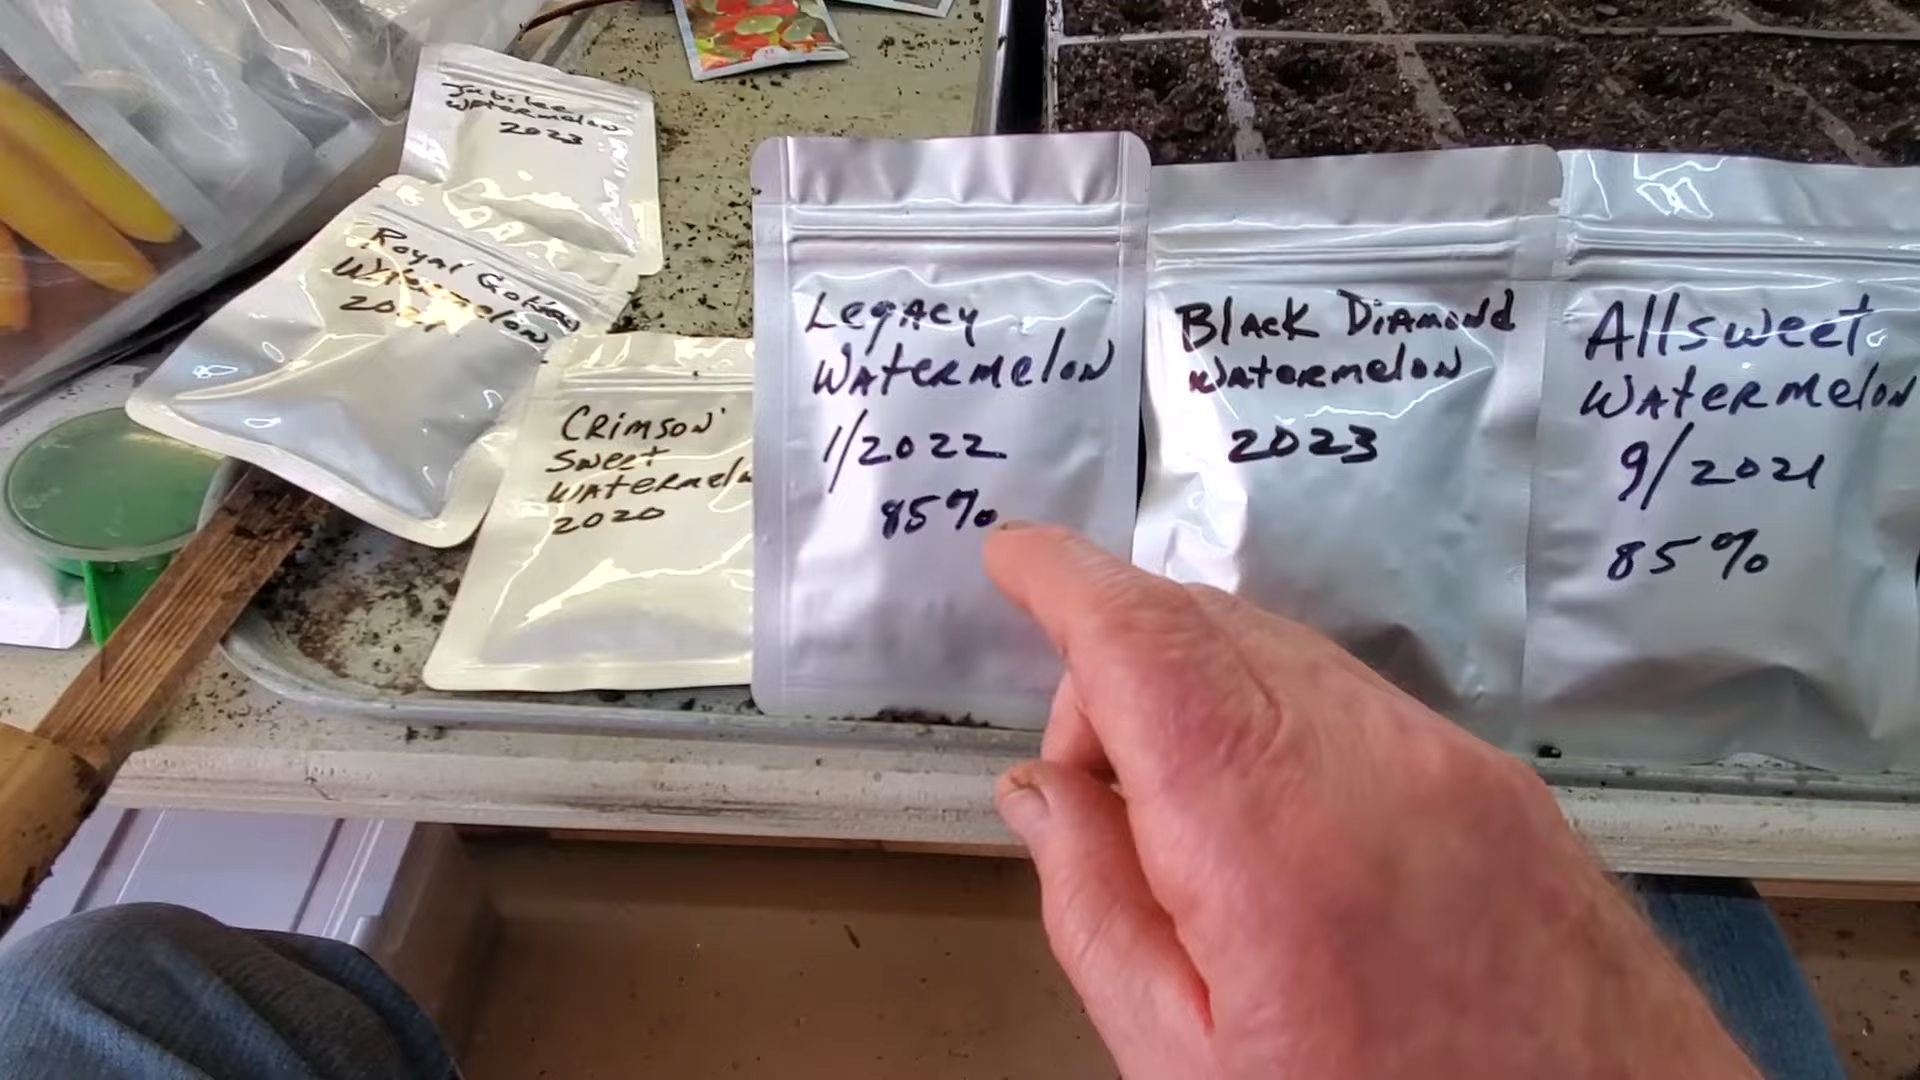 Jubilee
Watermelon
2023
Royal Golden
Watermelon
2021
Crimson
Sweet
Watermelon
2020
Legacy
Watermelon
1/2022
85%
Black Diamond
Watermelon
2023
Allsweet
Watermelon
9/2021
85%